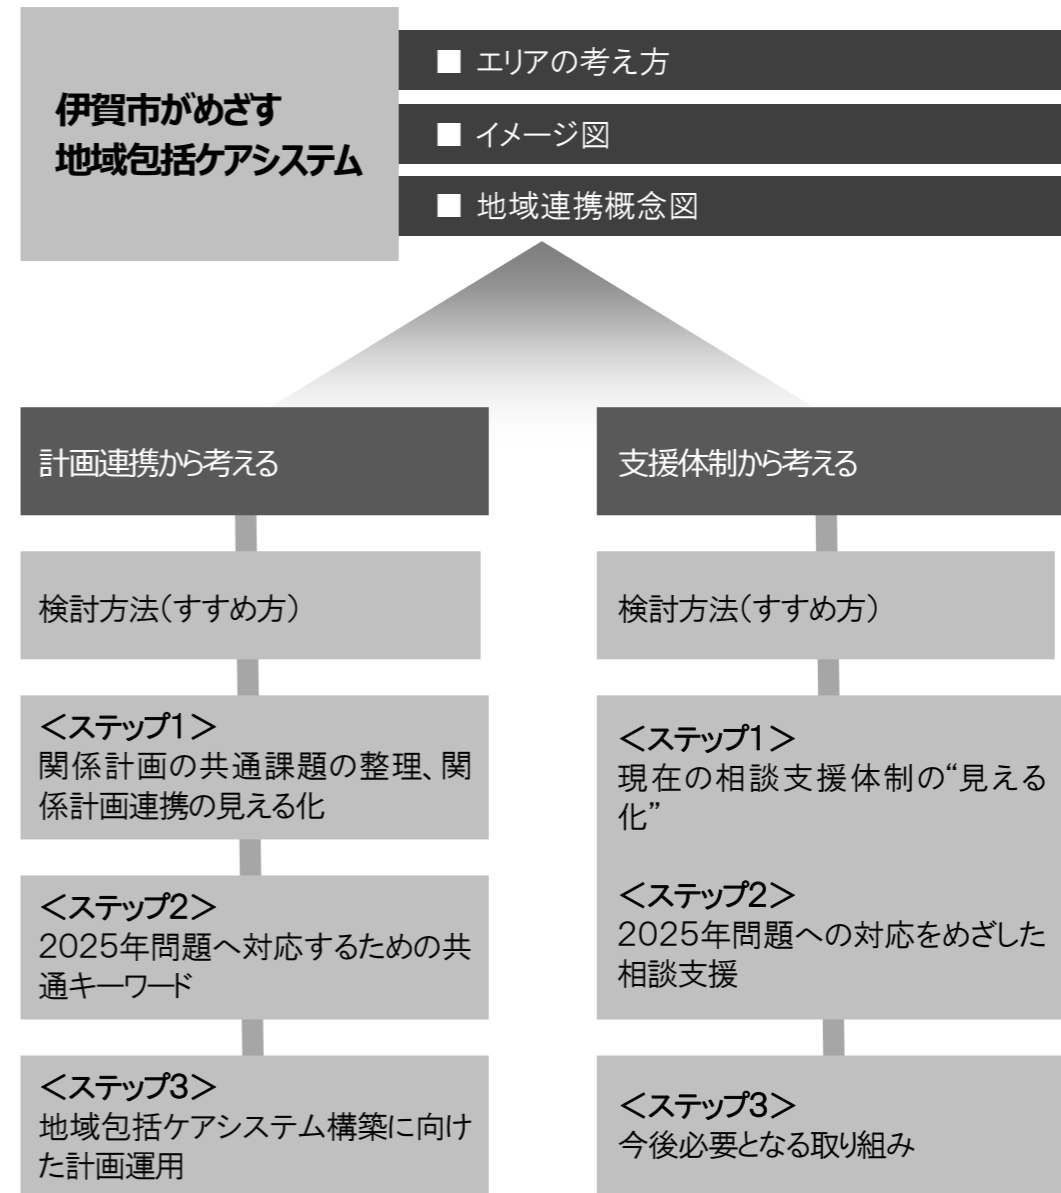 伊賀市がめざす
地域包括ケアシステム
■ エリアの考え方
■ イメージ図
■ 地域連携概念図
計画連携から考える
検討方法(すすめ方)
<ステップ1>
関係計画の共通課題の整理、関
係計画連携の見える化
<ステップ2>
2025年問題へ対応するための共
通キーワード
<ステップ3>
地域包括ケアシステム構築に向け
た計画運用
支援体制から考える
検討方法(すすめ方)
<ステップ1>
現在の相談支援体制の“見える
化”
<ステップ2>
2025年問題への対応をめざした
相談支援
<ステップ3>
今後必要となる取り組み